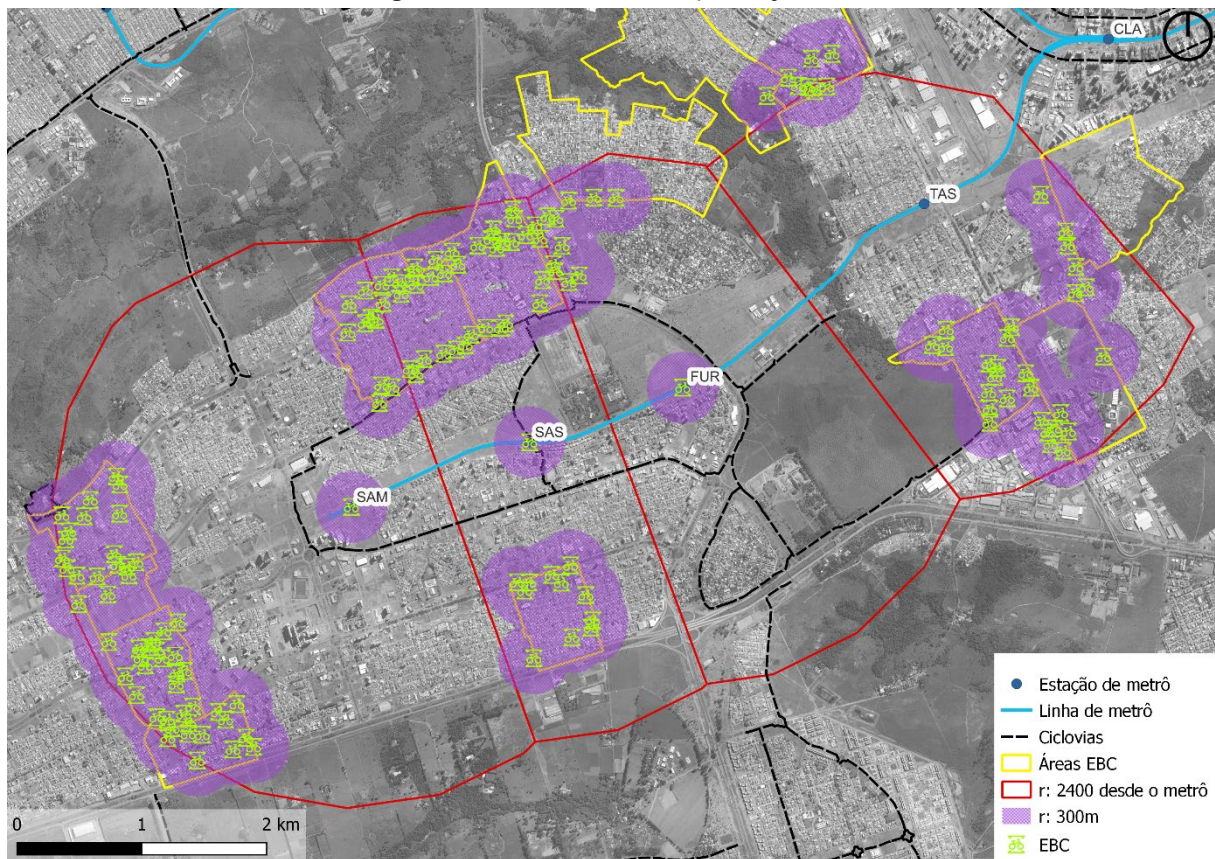 CLA
TAS
FUR
SAS
SAM
Estação de metrô
Linha de metrô
Ciclovias
Áreas EBC
r: 2400 desde o metrô
r: 300m
EBC
0 1 2 km